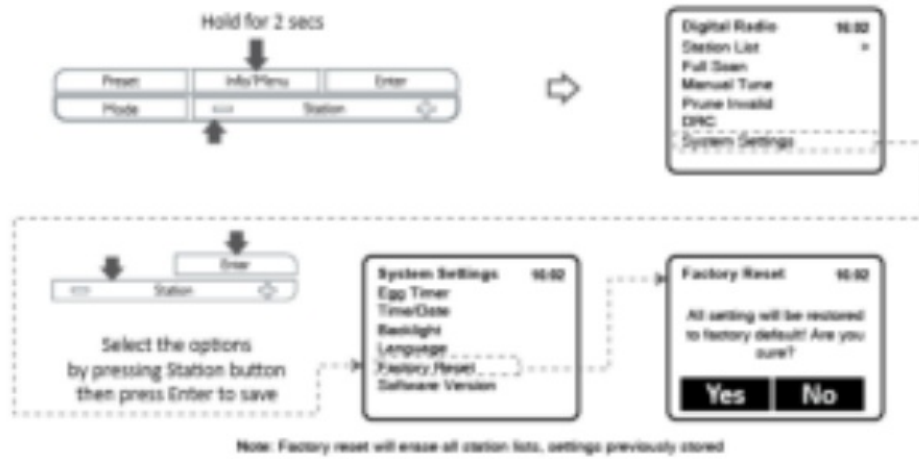 Hold for 2 secs
Preset Info/Menu Enter
Mode Station
Digital Radio 16:02
Station List >
Full Scan
Manual Tune
Prune Invalid
DRC
System Settings
Enter
Station
Select the options
by pressing Station button
then press Enter to save
System Settings 16:02
Egg Timer
Time/Date
Backlight
Language
Factory Reset
Software Version
Factory Reset 16:02
All setting will be restored
to factory default! Are you
sure?
Yes No
Note: Factory reset will erase all station lists, settings previously stored